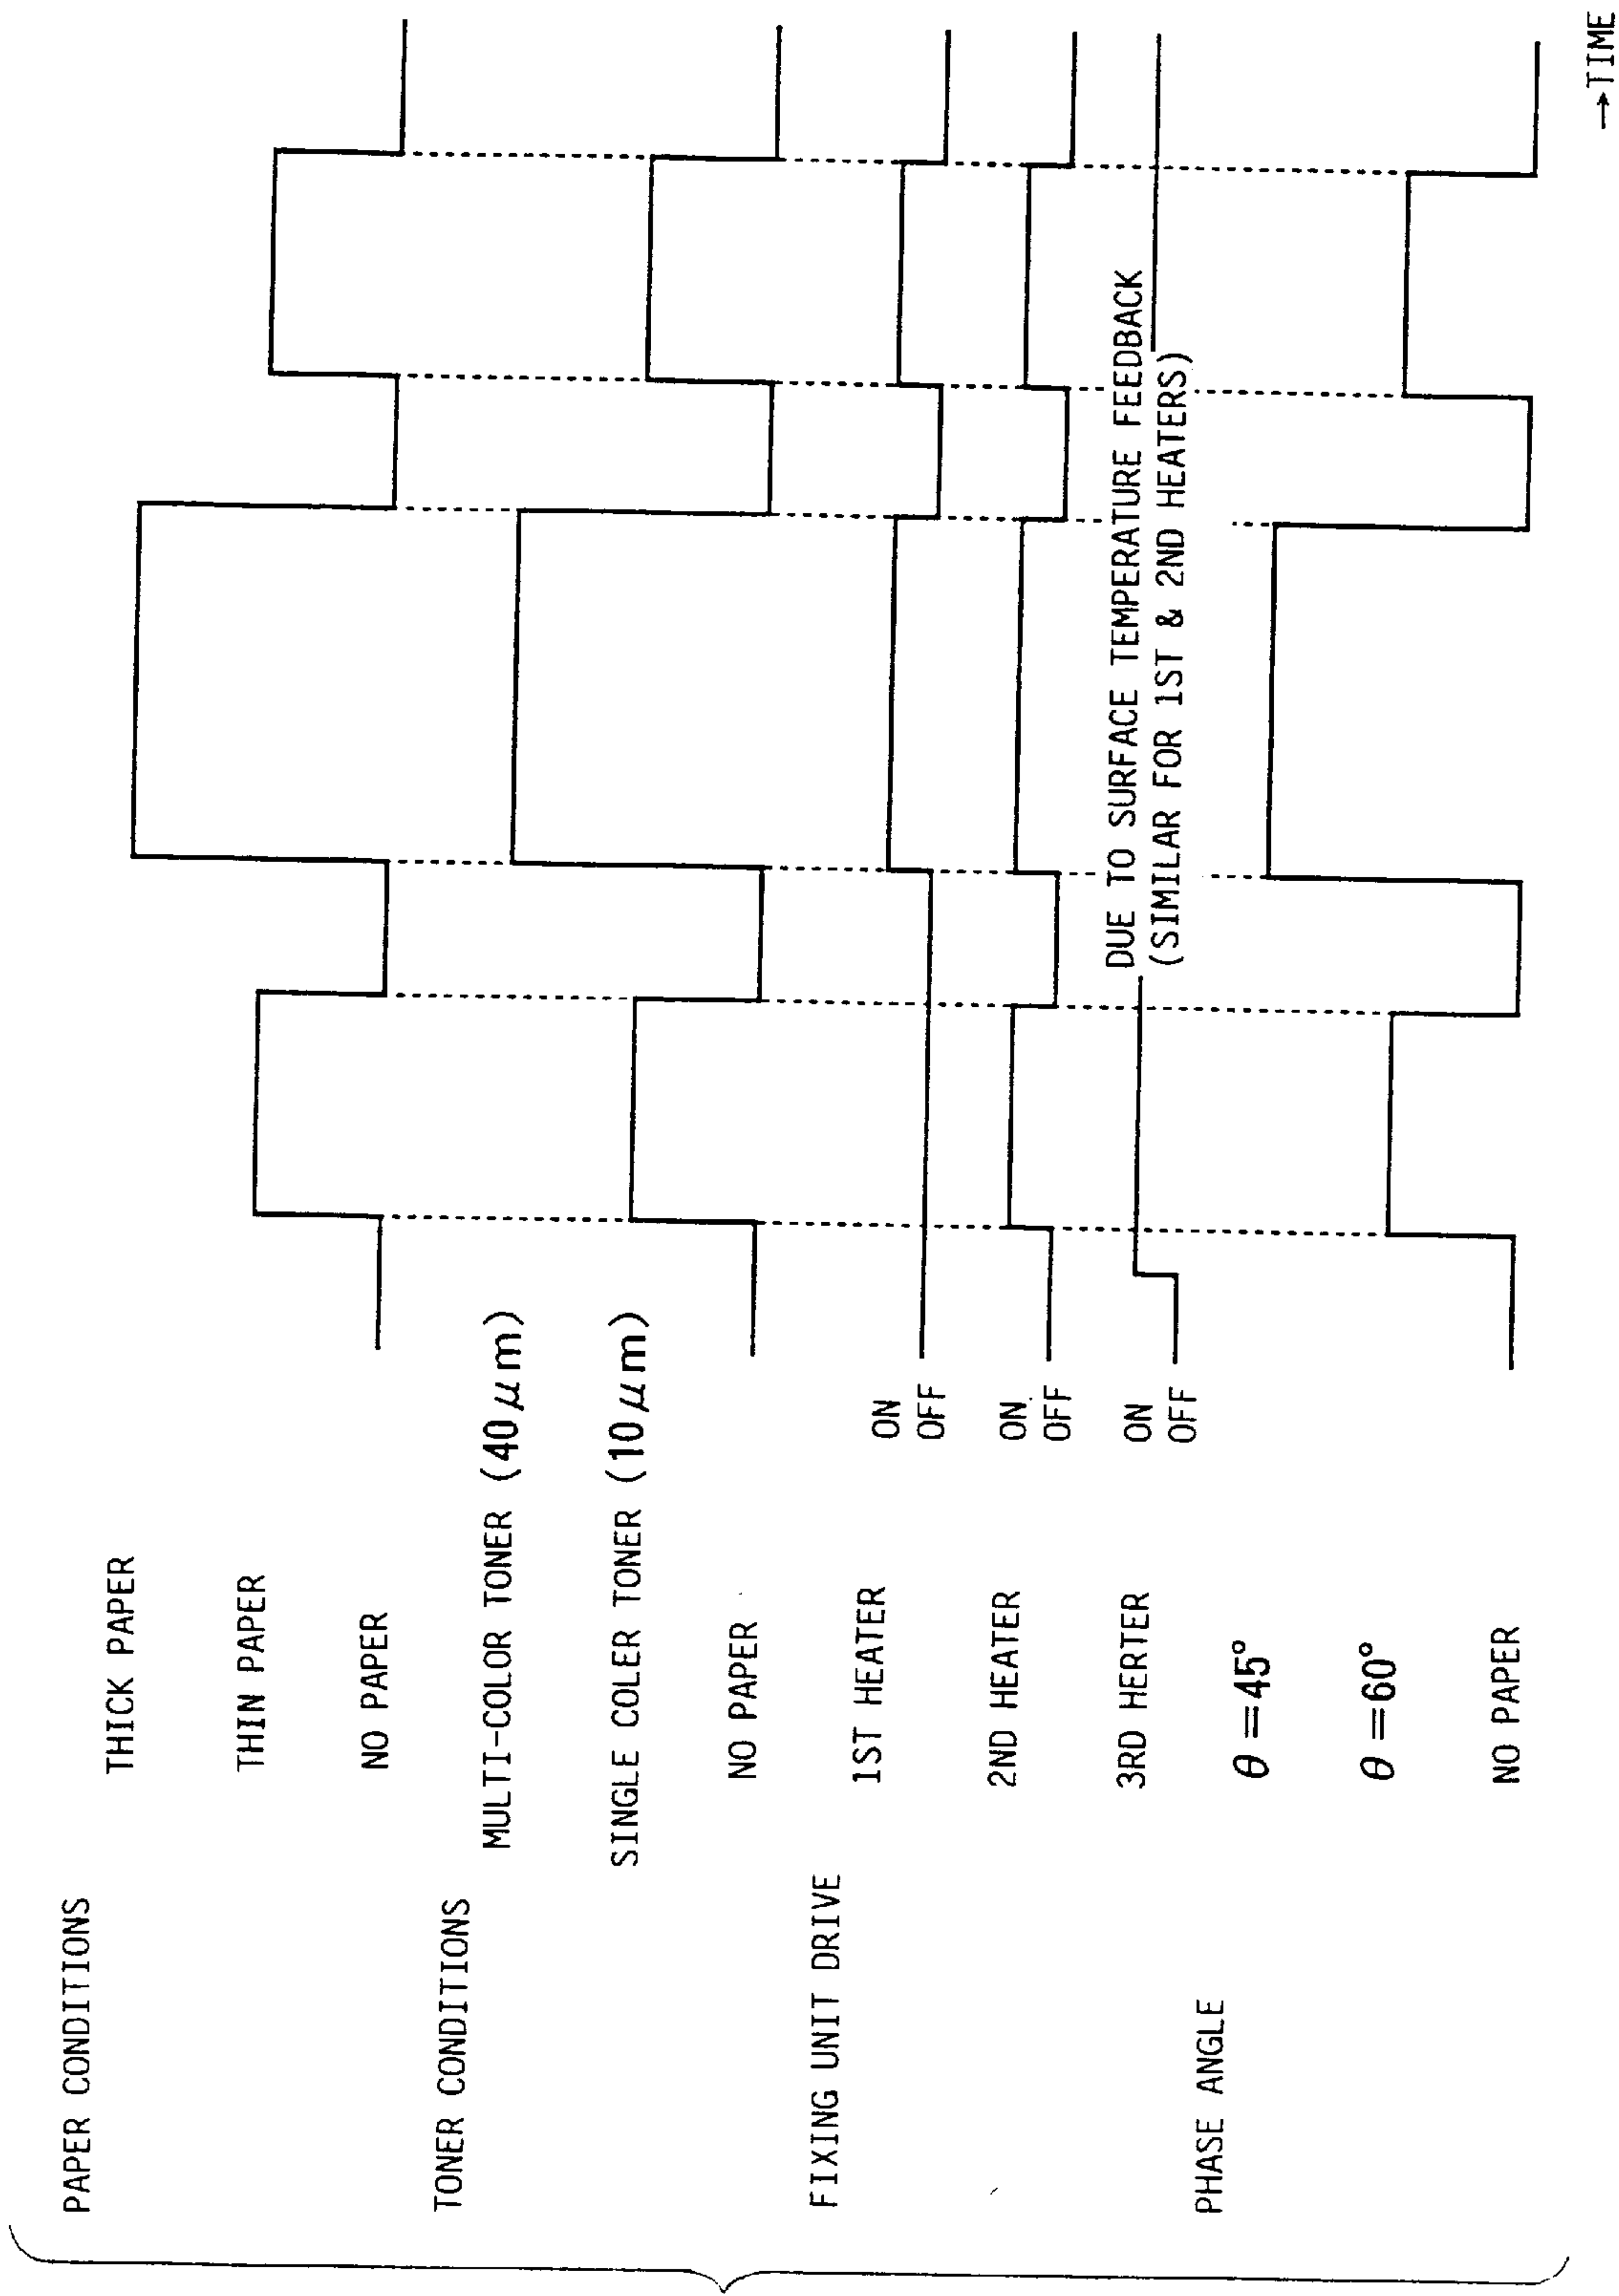 PAPER CONDITIONS
THICK PAPER
THIN PAPER
NO PAPER
TONER CONDITIONS
MULTI-COLOR TONER (40μm)
SINGLE COLER TONER (10μm)
NO PAPER
FIXING UNIT DRIVE
1ST HEATER
ON
OFF
2ND HEATER
ON
OFF
3RD HERTER
ON
OFF
DUE TO SURFACE TEMPERATURE FEEDBACK
(SIMILAR FOR 1ST & 2ND HEATERS)
PHASE ANGLE
θ=45°
θ=60°
NO PAPER
→TIME